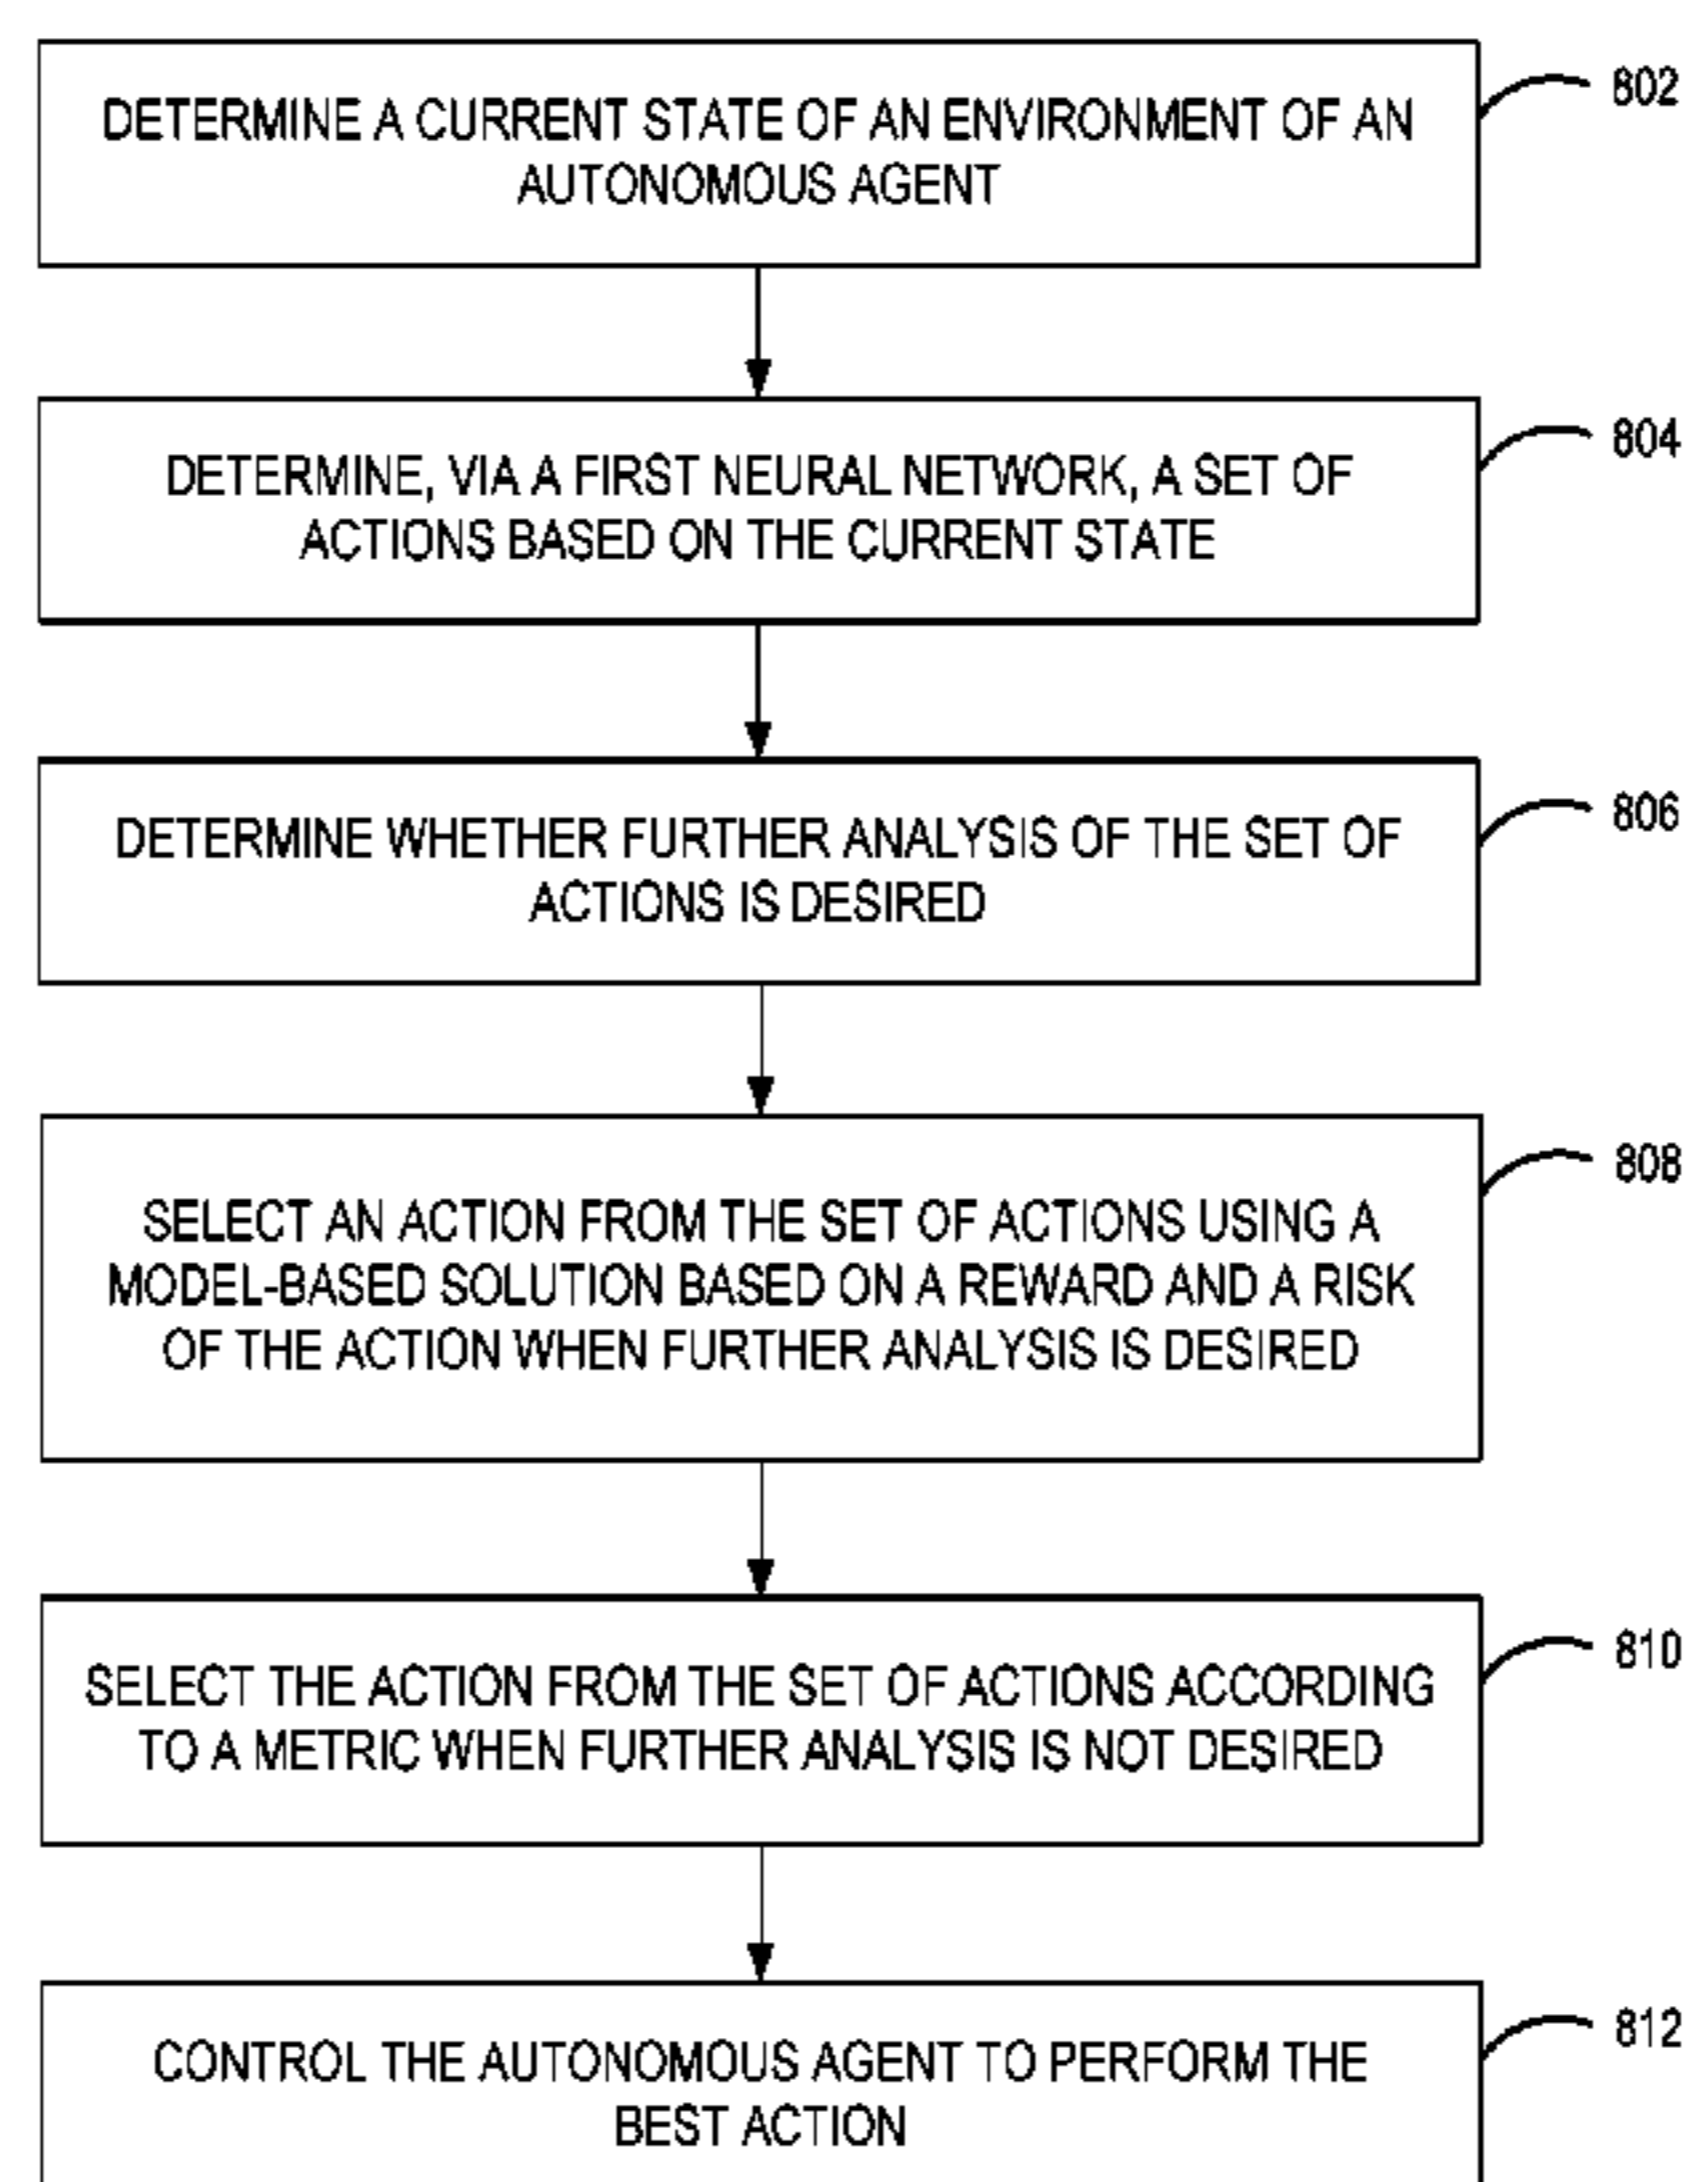 802
DETERMINE A CURRENT STATE OF AN ENVIRONMENT OF AN
AUTONOMOUS AGENT
804
DETERMINE, VIA A FIRST NEURAL NETWORK, A SET OF
ACTIONS BASED ON THE CURRENT STATE
806
DETERMINE WHETHER FURTHER ANALYSIS OF THE SET OF
ACTIONS IS DESIRED
808
SELECT AN ACTION FROM THE SET OF ACTIONS USING A
MODEL-BASED SOLUTION BASED ON A REWARD AND A RISK
OF THE ACTION WHEN FURTHER ANALYSIS IS DESIRED
810
SELECT THE ACTION FROM THE SET OF ACTIONS ACCORDING
TO A METRIC WHEN FURTHER ANALYSIS IS NOT DESIRED
812
CONTROL THE AUTONOMOUS AGENT TO PERFORM THE
BEST ACTION